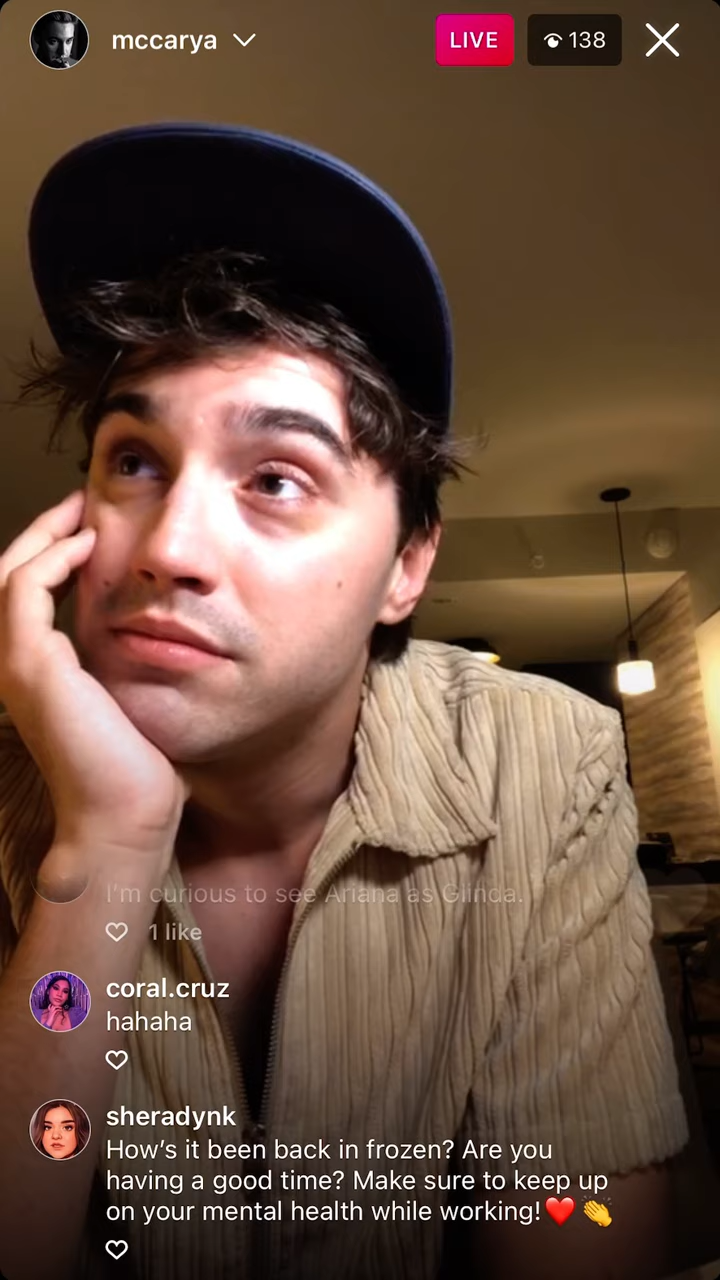 mccarya
LIVE
138
I'm curious to see Ariana as Glinda.
1 like
coral.cruz
hahaha
sheradynk
How's it been back in frozen? Are you
having a good time? Make sure to keep up
on your mental health while working!❤️👏